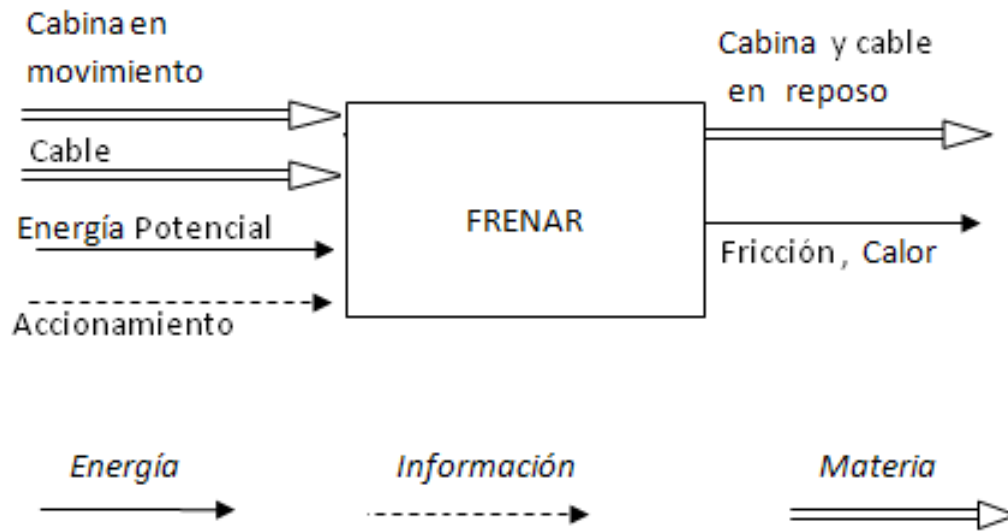 Cabina en
movimiento
Cable
Energía Potencial
Accionamiento
FRENAR
Cabina y cable
en reposo
Fricción, Calor
Energía
Información
Materia